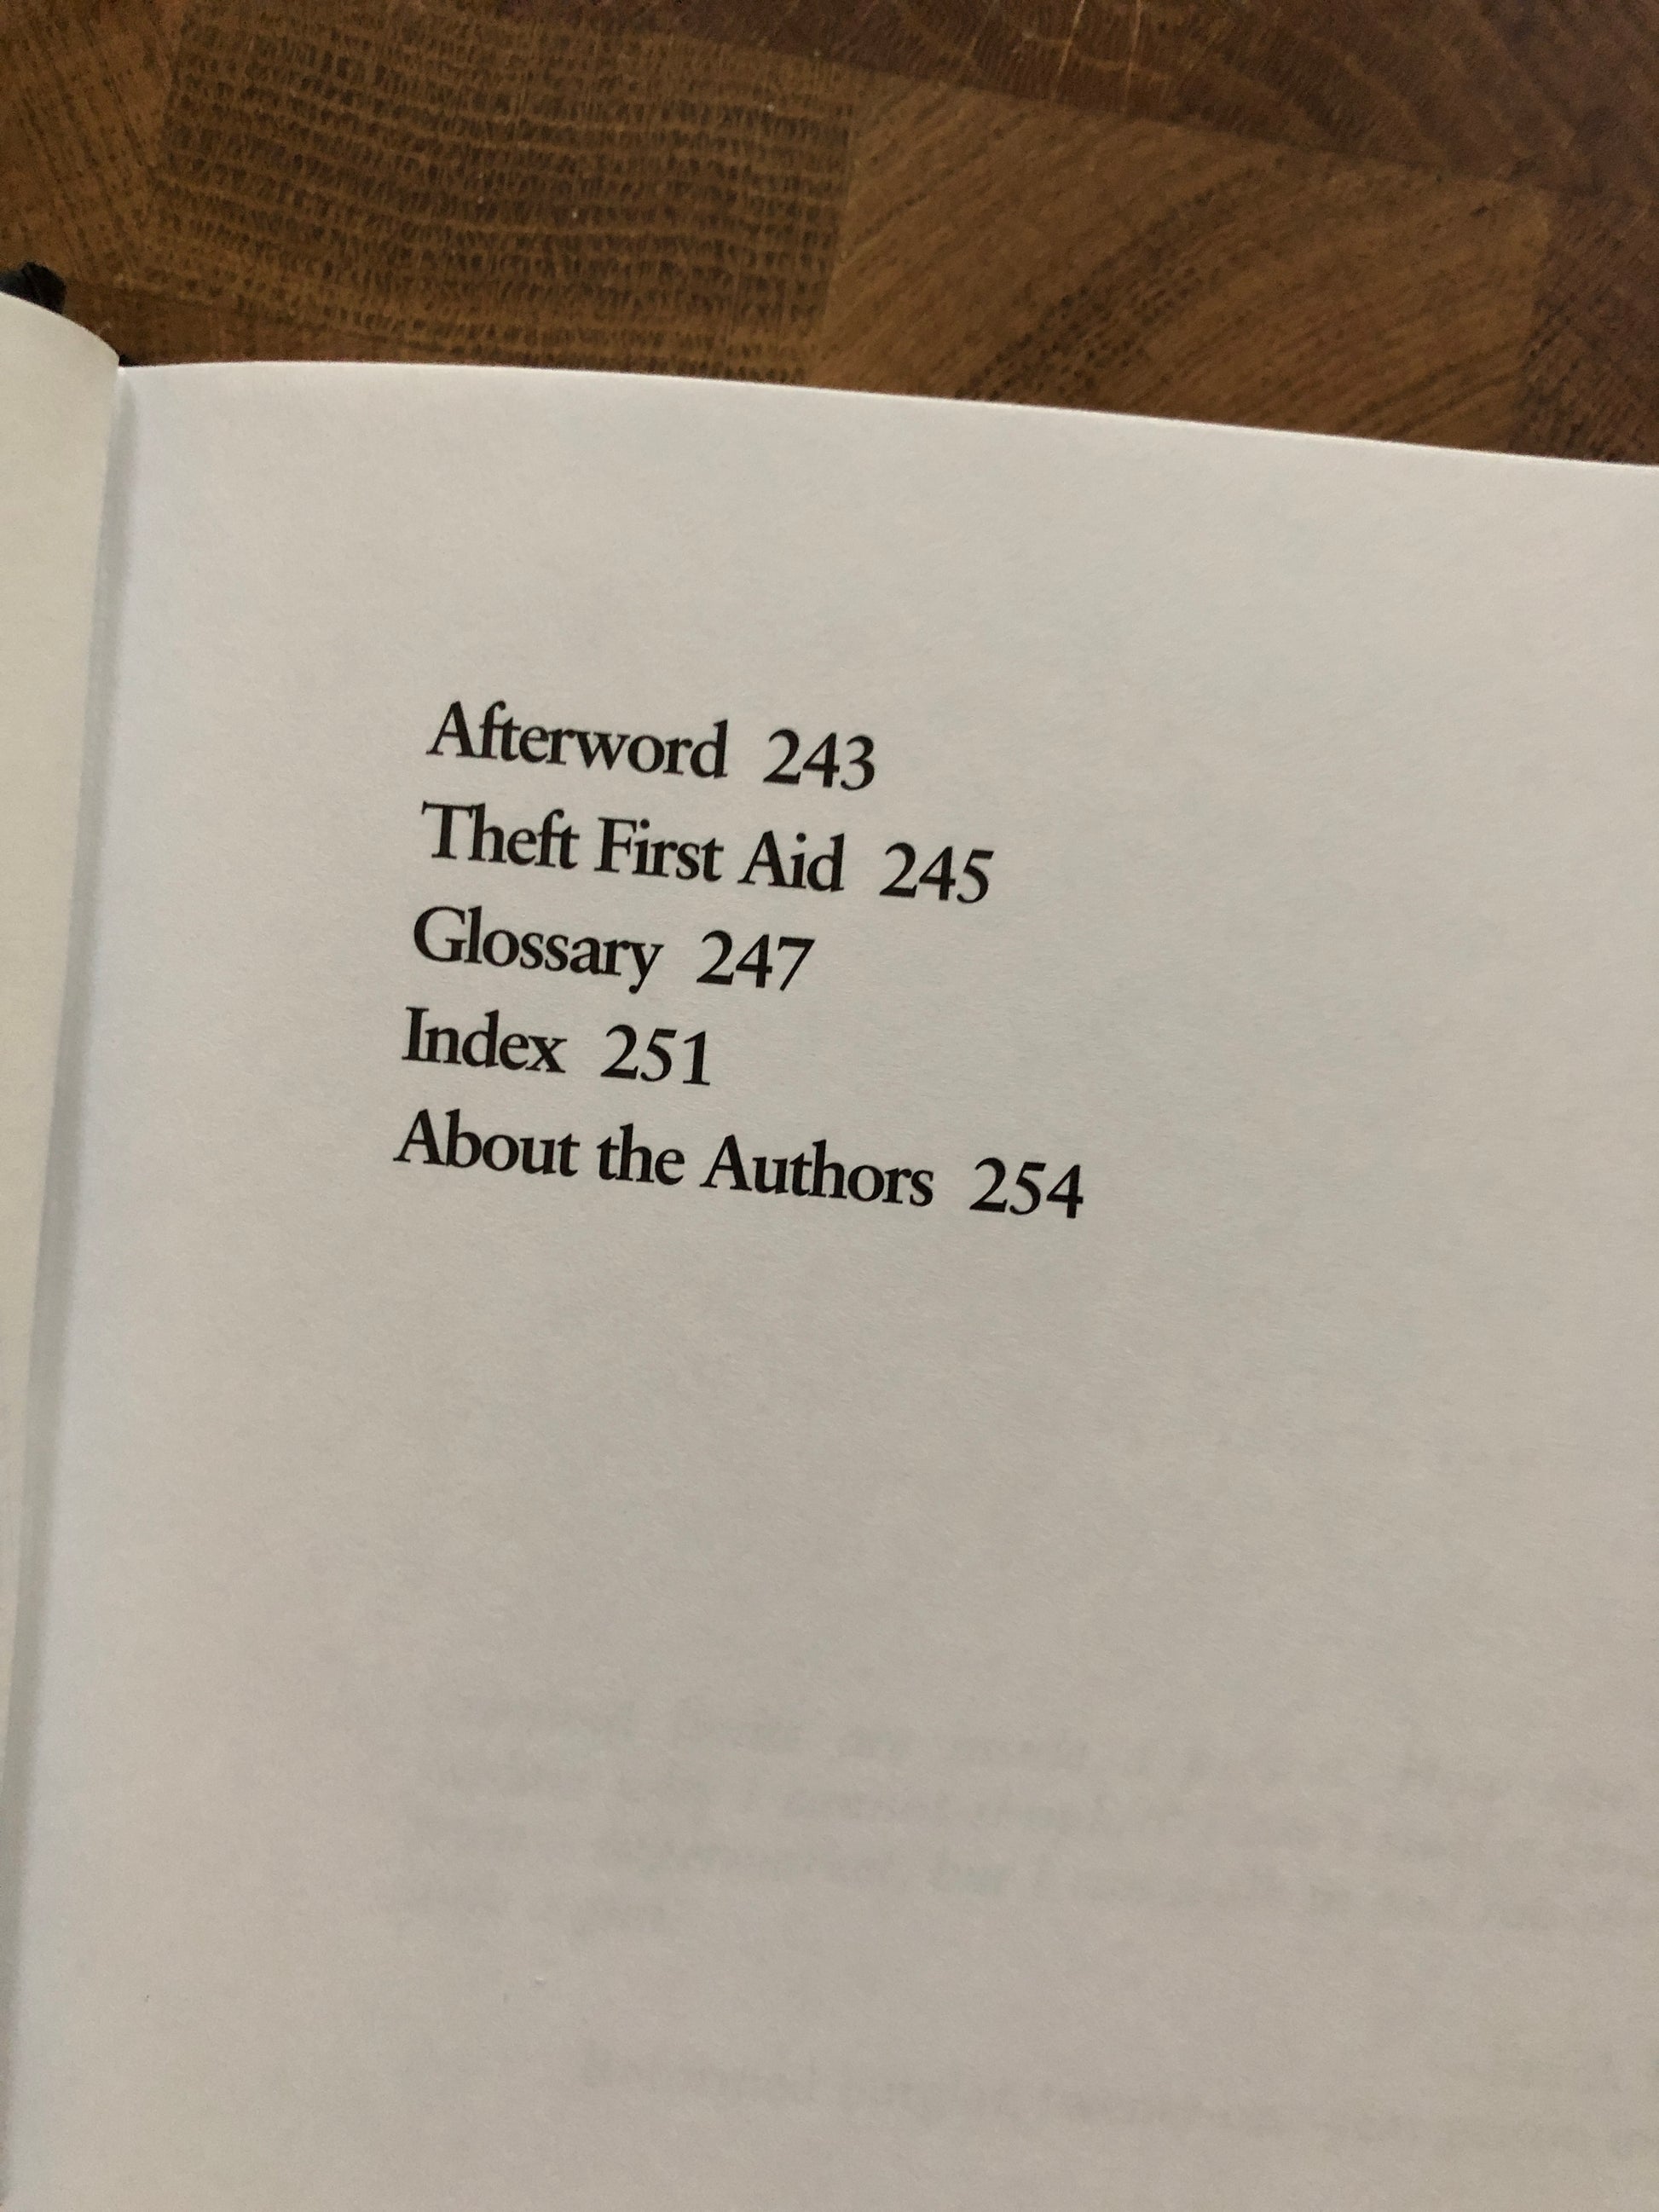 Afterword 243
Theft First Aid 245
Glossary 247
Index 251
About the Authors 254